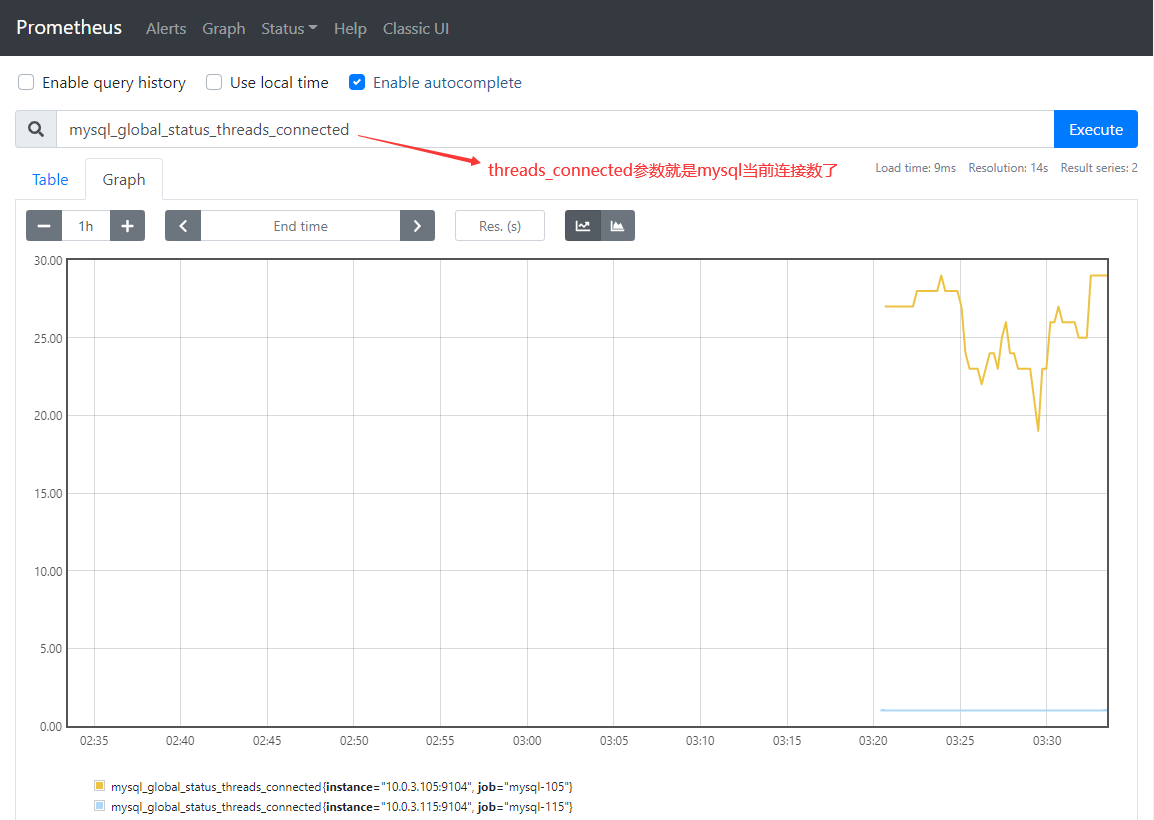 Prometheus Alerts Graph Status Help Classic UI
Enable query history Use local time Enable autocomplete
mysql_global_status_threads_connected Execute
threads_connected参数就是mysql当前连接数了
Load time: 9ms Resolution: 14s Result series: 2
Table Graph
1h End time Res. (s)
30.00
25.00
20.00
15.00
10.00
5.00
0.00
02:35 02:40 02:45 02:50 02:55 03:00 03:05 03:10 03:15 03:20 03:25 03:30
mysql_global_status_threads_connected{instance="10.0.3.105:9104", job="mysql-105"}
mysql_global_status_threads_connected{instance="10.0.3.115:9104", job="mysql-115"}